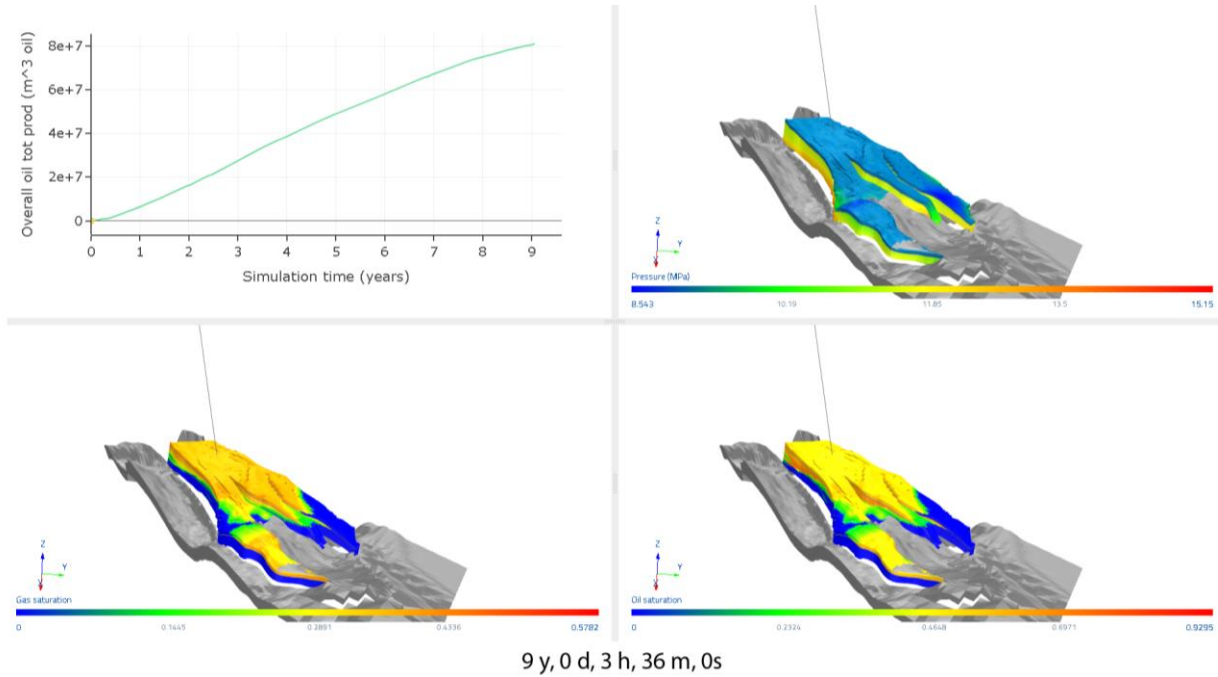 Overall oil tot prod (m^3 oil)
8e+7
6e+7
4e+7
2e+7
0
0 1 2 3 4 5 6 7 8 9
Simulation time (years)
Z
Y
Pressure (MPa)
8.543 10.19 11.85 13.5 15.15
Z
Y
Gas saturation
0 0.1445 0.2891 0.4336 0.5782
Z
Y
Oil saturation
0 0.2324 0.4648 0.6971 0.9295
9 y, 0 d, 3 h, 36 m, 0s